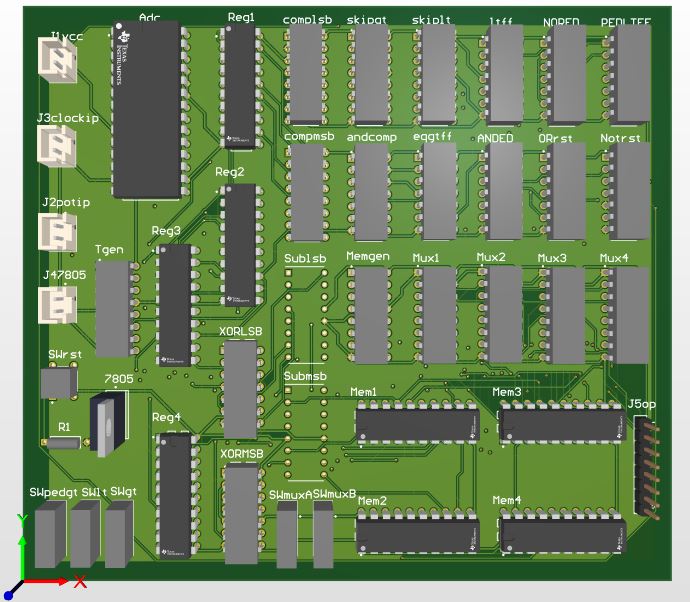 J1vcc
Adc
Reg1
complsb
skipgt
skiplt
ltff
NORED
PEDLTFF
TEXAS
INSTRUMENTS
J3clockip
compmsb
andcomp
eqgtff
ANDED
ORrst
Notrst
Reg2
J2potip
Reg3
Tgen
Sublsb
Memgen
Mux1
Mux2
Mux3
Mux4
J47805
XORLSB
SWrst
7805
Submsb
Mem1
Mem3
J5op
R1
Reg4
XORMSB
SWpedgt
SWlt
SWgt
SWmuxA
SWmuxB
Mem2
Mem4
Y
X